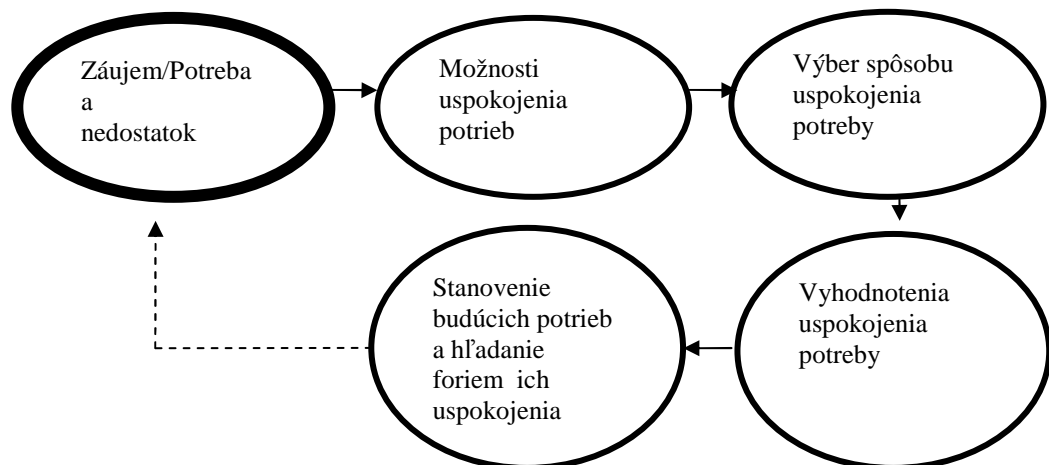 Záujem/Potreba
a
nedostatok
Možnosti
uspokojenia
potrieb
Výber spôsobu
uspokojenia
potreby
Vyhodnotenia
uspokojenia
potreby
Stanovenie
budúcich potrieb
a hľadanie
foriem ich
uspokojenia